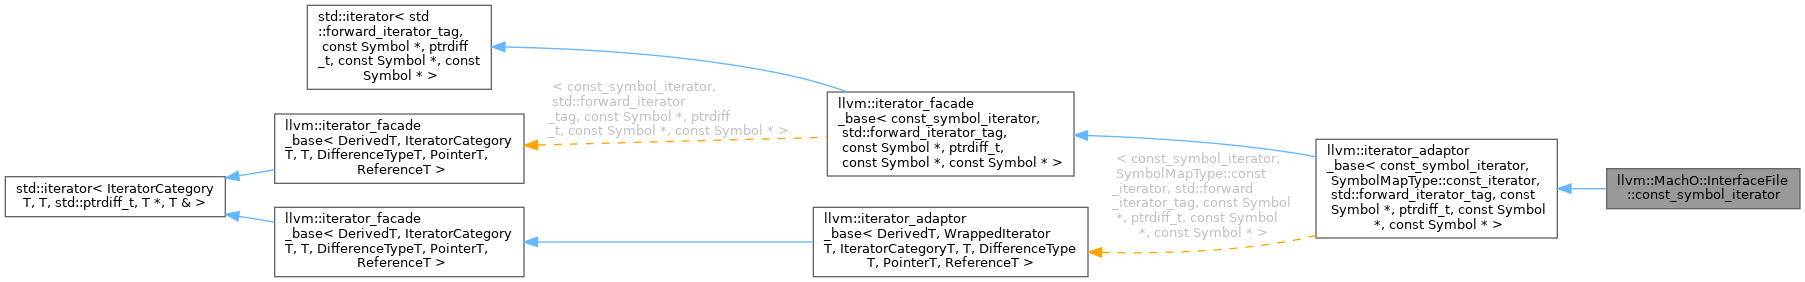 std::iterator< std
::forward_iterator_tag,
const Symbol *, ptrdiff
_t, const Symbol *, const
Symbol * >
< const_symbol_iterator,
std::forward_iterator
_tag, const Symbol *, ptrdiff
_t, const Symbol *, const Symbol * >
llvm::iterator_facade
_base< DerivedT, IteratorCategory
T, T, DifferenceTypeT, PointerT,
ReferenceT >
std::iterator< IteratorCategory
T, T, std::ptrdiff_t, T *, T & >
llvm::iterator_facade
_base< DerivedT, IteratorCategory
T, T, DifferenceTypeT, PointerT,
ReferenceT >
llvm::iterator_facade
_base< const_symbol_iterator,
std::forward_iterator_tag,
const Symbol *, ptrdiff_t,
const Symbol *, const Symbol * >
< const_symbol_iterator,
SymbolMapType::const
_iterator, std::forward
_iterator_tag, const Symbol
*, ptrdiff_t, const Symbol
*, const Symbol * >
llvm::iterator_adaptor
_base< DerivedT, WrappedIterator
T, IteratorCategoryT, T, DifferenceType
T, PointerT, ReferenceT >
llvm::iterator_adaptor
_base< const_symbol_iterator,
SymbolMapType::const_iterator,
std::forward_iterator_tag, const
Symbol *, ptrdiff_t, const Symbol
*, const Symbol * >
llvm::MachO::InterfaceFile
::const_symbol_iterator